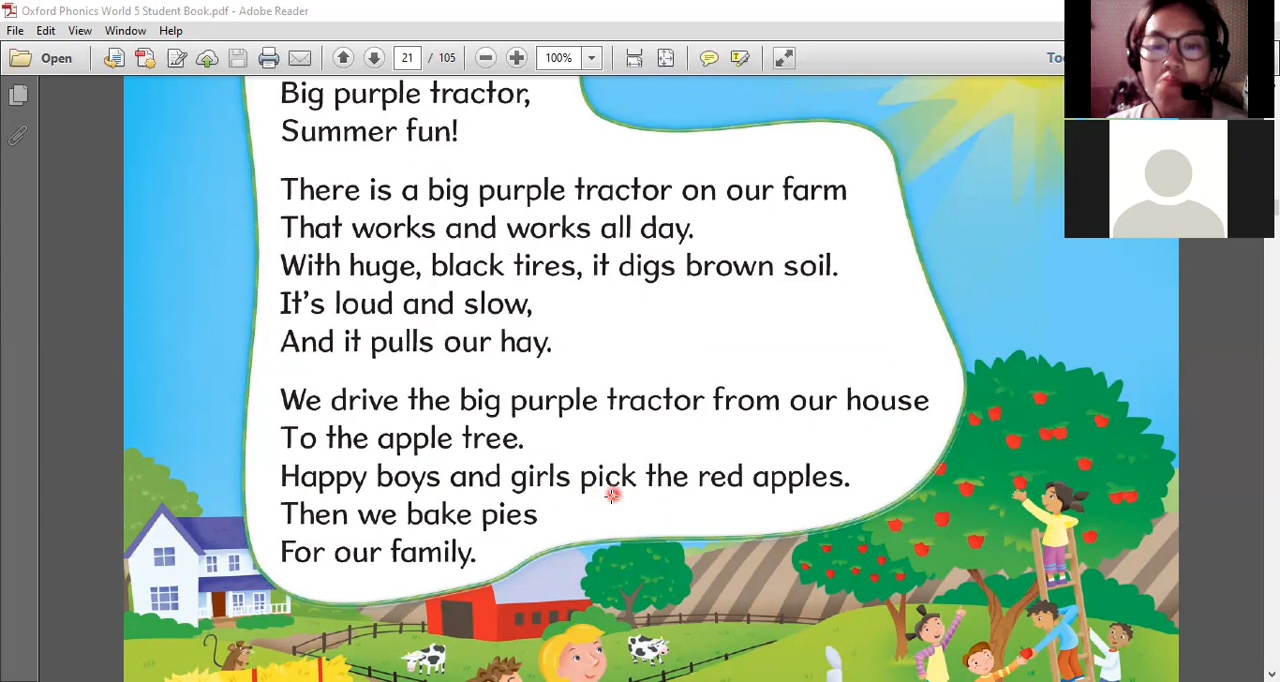 Oxford Phonics World 5 Student Book.pdf - Adobe Reader
File Edit View Window Help
Open 21 / 105 100% Too
Big purple tractor,
Summer fun!
There is a big purple tractor on our farm
That works and works all day.
With huge, black tires, it digs brown soil.
It's loud and slow,
And it pulls our hay.
We drive the big purple tractor from our house
To the apple tree.
Happy boys and girls pick the red apples.
Then we bake pies
For our family.